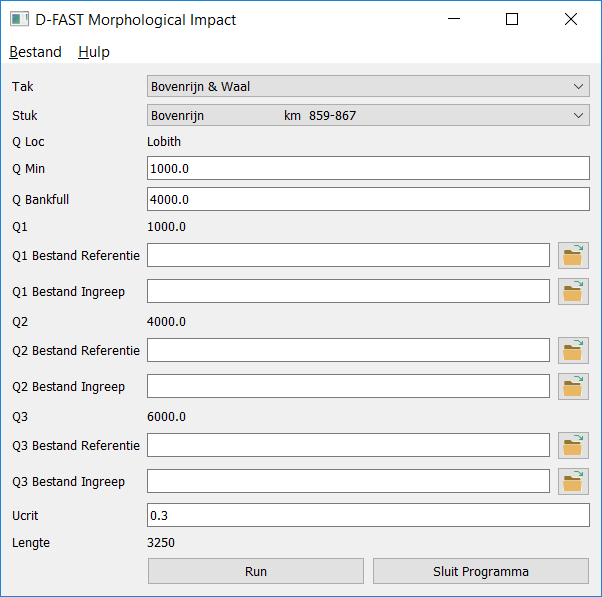 D-FAST Morphological Impact
Bestand Hulp
Tak Bovenrijn & Waal
Stuk Bovenrijn km 859-867
Q Loc Lobith
Q Min 1000.0
Q Bankfull 4000.0
Q1 1000.0
Q1 Bestand Referentie
Q1 Bestand Ingreep
Q2 4000.0
Q2 Bestand Referentie
Q2 Bestand Ingreep
Q3 6000.0
Q3 Bestand Referentie
Q3 Bestand Ingreep
Ucrit 0.3
Lengte 3250
Run Sluit Programma